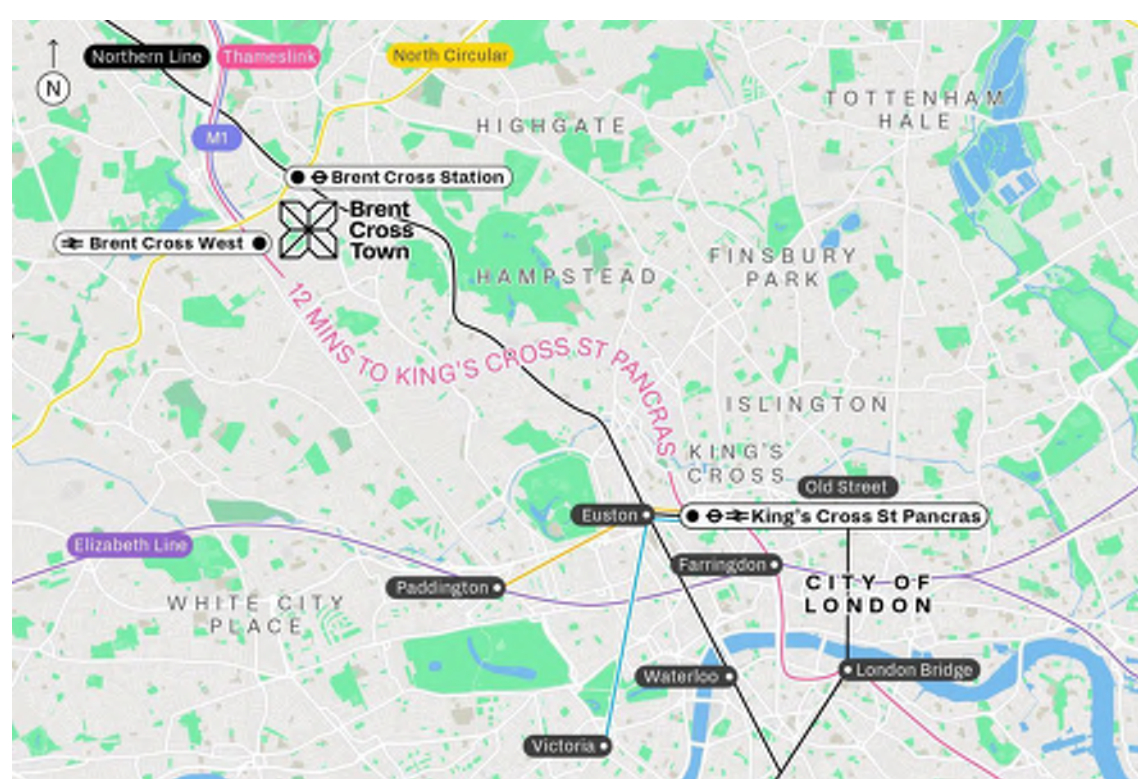 Northern Line
Thameslink
North Circular
N
TOTTENHAM
HALE
HIGHGATE
M1
Brent Cross Station
Brent
Cross
Town
Brent Cross West
FINSBURY
PARK
HAMPSTEAD
12 MINS TO KING'S CROSS ST PANCRAS
ISLINGTON
KING'S
CROSS
Old Street
Euston
King's Cross St Pancras
Elizabeth Line
Farringdon
Paddington
CITY OF
LONDON
WHITE CITY
PLACE
Waterloo
London Bridge
Victoria